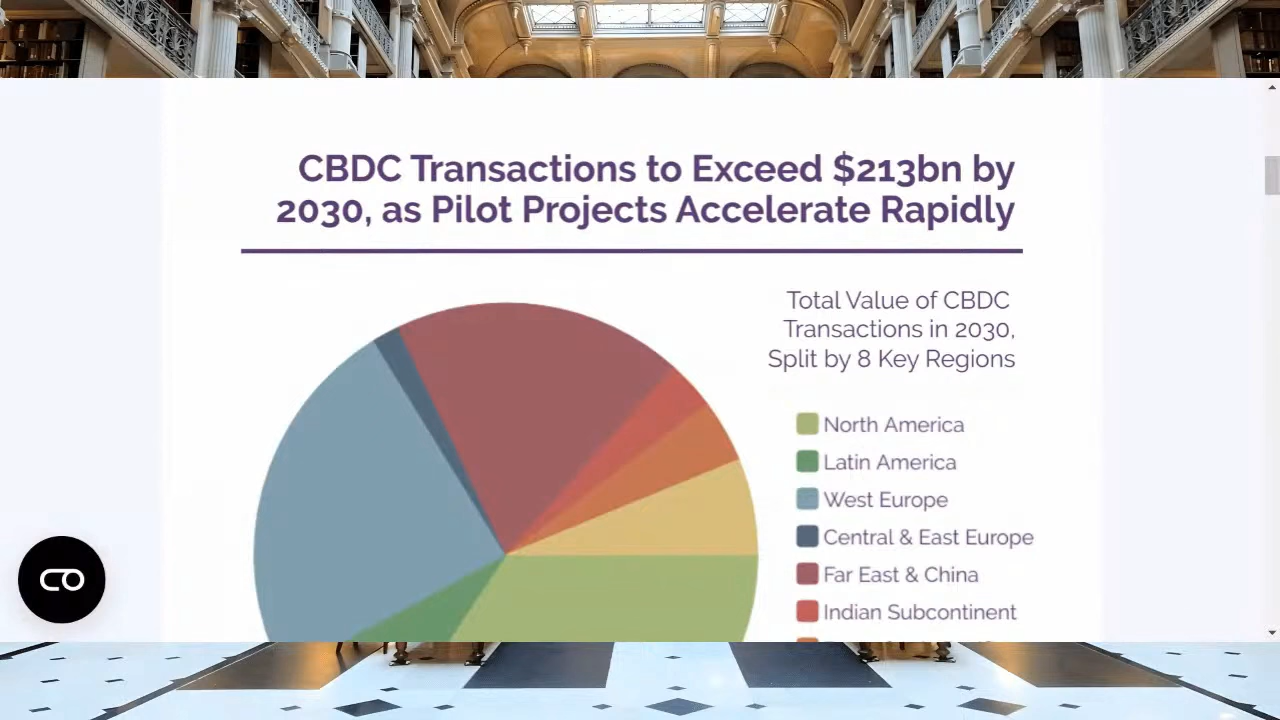 CBDC Transactions to Exceed $213bn by
2030, as Pilot Projects Accelerate Rapidly
Total Value of CBDC
Transactions in 2030,
Split by 8 Key Regions
North America
Latin America
West Europe
Central & East Europe
Far East & China
Indian Subcontinent